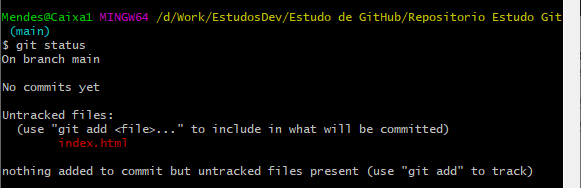 Mendes@Caixa1 MINGW64 /d/Work/EstudosDev/Estudo de GitHub/Repositorio Estudo Git
(main)
$ git status
On branch main
No commits yet
Untracked files:
(use "git add <file>..." to include in what will be committed)
index.html
nothing added to commit but untracked files present (use "git add" to track)